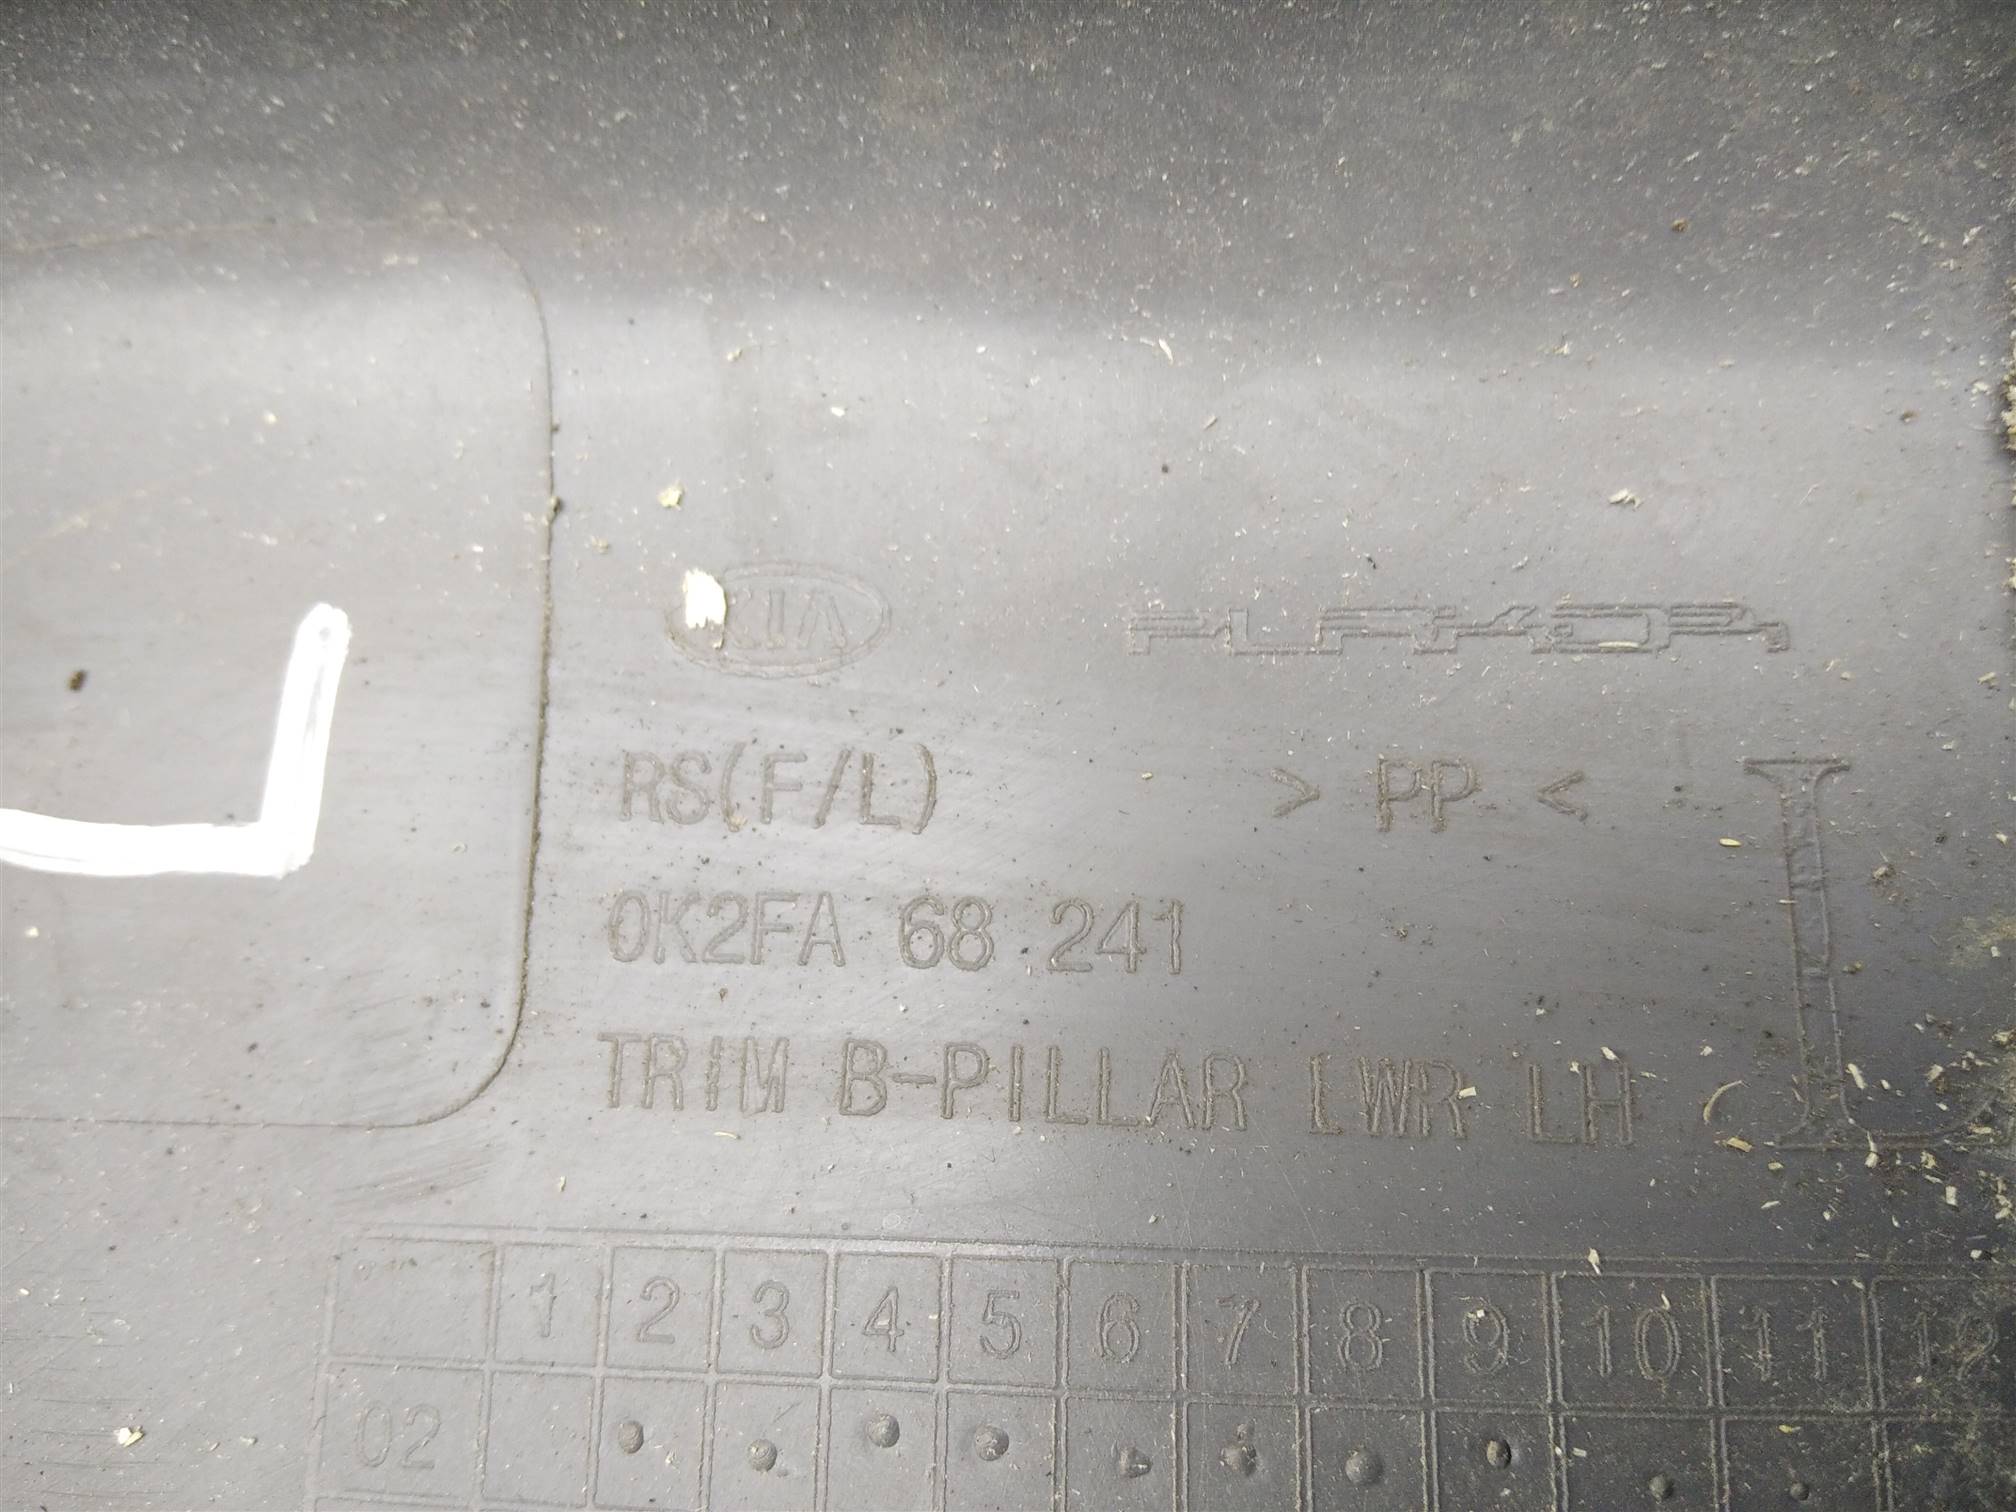 KIA PLAKOR
RS(F/L) > PP < L
0K2FA 68 241
TRIM B-PILLAR LWR LH
1 2 3 4 5 6 7 8 9 10 11 12
02